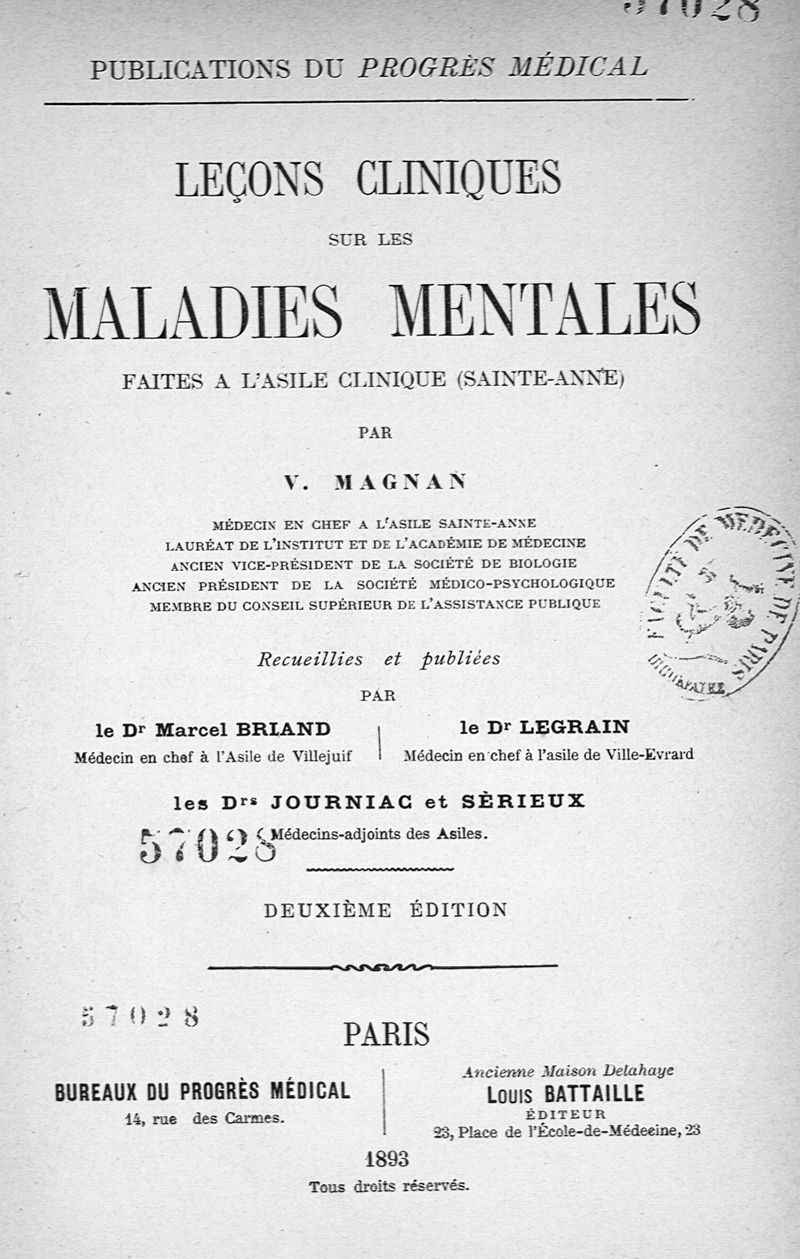 57028
PUBLICATIONS DU PROGRÈS MÉDICAL
LEÇONS CLINIQUES
SUR LES
MALADIES MENTALES
FAITES A L'ASILE CLINIQUE (SAINTE-ANNE)
PAR
V. MAGNAN
MÉDECIN EN CHEF A L'ASILE SAINTE-ANNE
LAURÉAT DE L'INSTITUT ET DE L'ACADÉMIE DE MÉDECINE
ANCIEN VICE-PRÉSIDENT DE LA SOCIÉTÉ DE BIOLOGIE
ANCIEN PRÉSIDENT DE LA SOCIÉTÉ MÉDICO-PSYCHOLOGIQUE
MEMBRE DU CONSEIL SUPÉRIEUR DE L'ASSISTANCE PUBLIQUE
FACULTÉ DE MEDECINE DE PARIS
Recueillies et publiées
PAR
le Dr Marcel BRIAND
Médecin en chef à l'Asile de Villejuif
le Dr LEGRAIN
Médecin en chef à l'asile de Ville-Evrard
les Drs JOURNIAC et SÈRIEUX
Médecins-adjoints des Asiles.
57028
DEUXIÈME ÉDITION
57028
PARIS
BUREAUX DU PROGRÈS MÉDICAL
14, rue des Carmes.
Ancienne Maison Delahaye
LOUIS BATTAILLE
ÉDITEUR
23, Place de l'École-de-Médecine, 23
1893
Tous droits réservés.